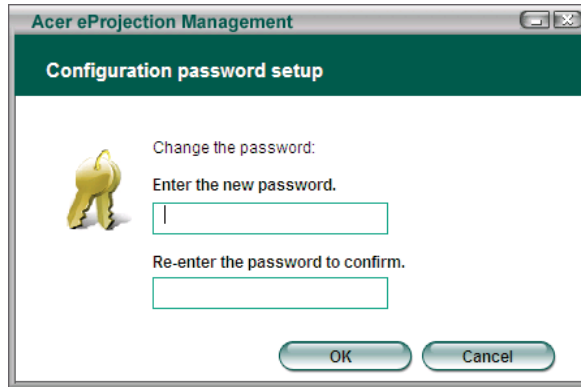 Acer eProjection Management
Configuration password setup
Change the password:
Enter the new password.
Re-enter the password to confirm.
OK Cancel